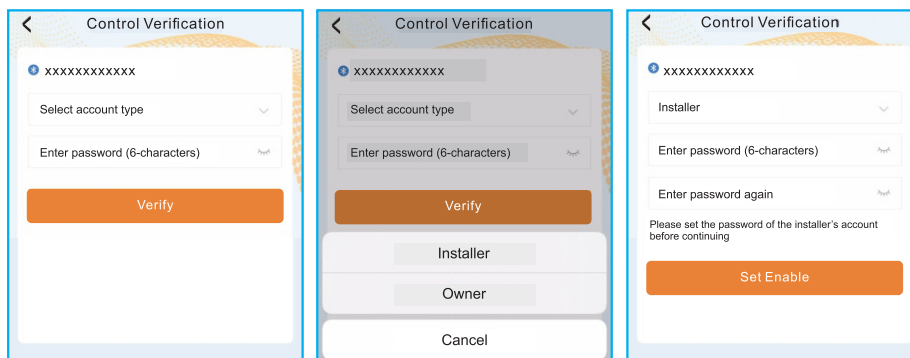 Control Verification
xxxxxxxxxxxx
Select account type
Enter password (6-characters)
Verify
Control Verification
xxxxxxxxxxxx
Select account type
Enter password (6-characters)
Verify
Installer
Owner
Cancel
Control Verification
xxxxxxxxxxxx
Installer
Enter password (6-characters)
Enter password again
Please set the password of the installer's account
before continuing
Set Enable